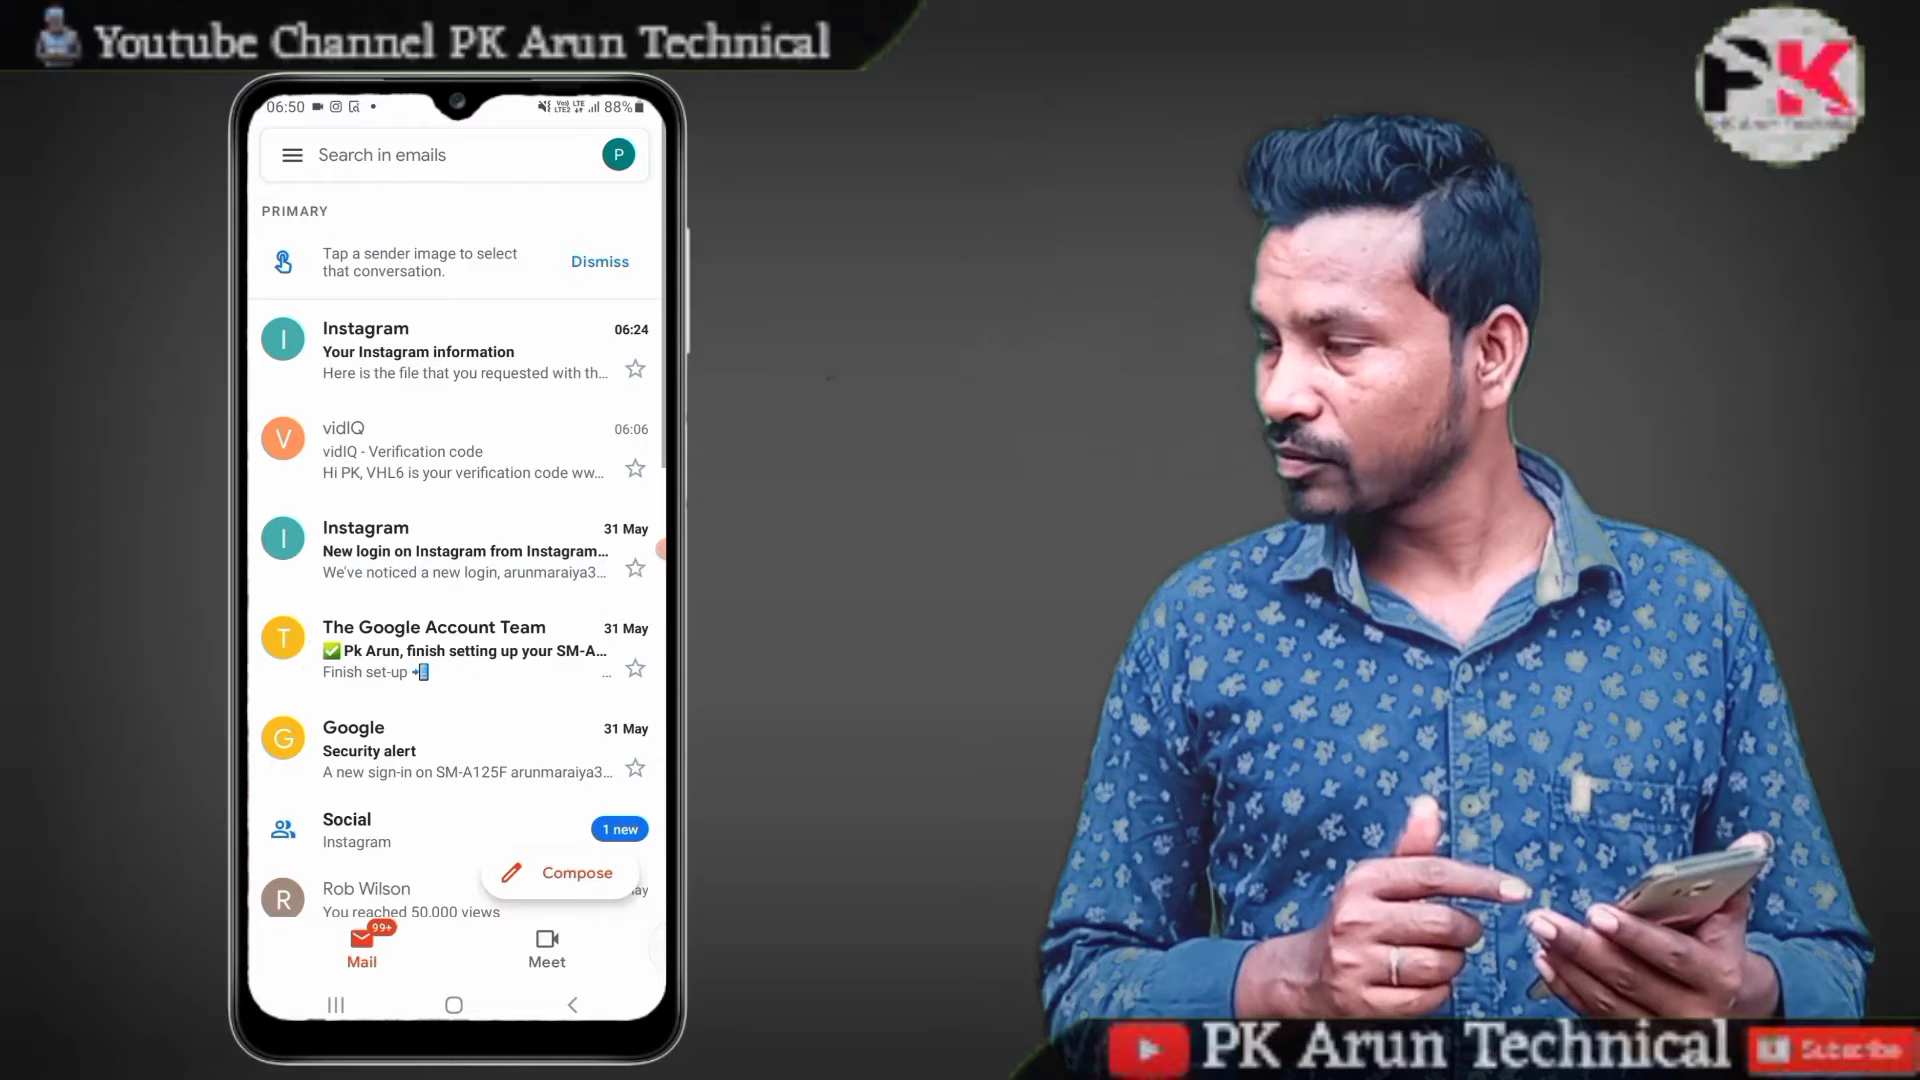 Youtube Channel PK Arun Technical
PK
06:50
88%
Search in emails
P
PRIMARY
Tap a sender image to select
that conversation.
Dismiss
I
Instagram
06:24
Your Instagram information
Here is the file that you requested with th...
V
vidIQ
06:06
vidIQ - Verification code
Hi PK, VHL6 is your verification code ww...
I
Instagram
31 May
New login on Instagram from Instagram...
We've noticed a new login, arunmaraiya3...
T
The Google Account Team
31 May
✅ Pk Arun, finish setting up your SM-A...
Finish set-up 📲
...
G
Google
31 May
Security alert
A new sign-in on SM-A125F arunmaraiya3...
Social
1 new
Instagram
Compose
R
Rob Wilson
ay
You reached 50,000 views
99+
Mail
Meet
PK Arun Technical
Subscribe